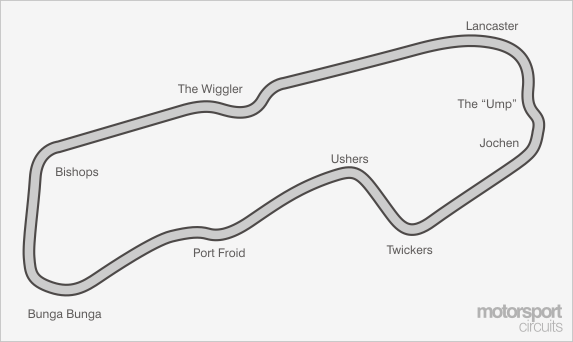 Lancaster
The Wiggler
The “Ump”
Jochen
Ushers
Bishops
Twickers
Port Froid
Bunga Bunga
motorsport
circuits